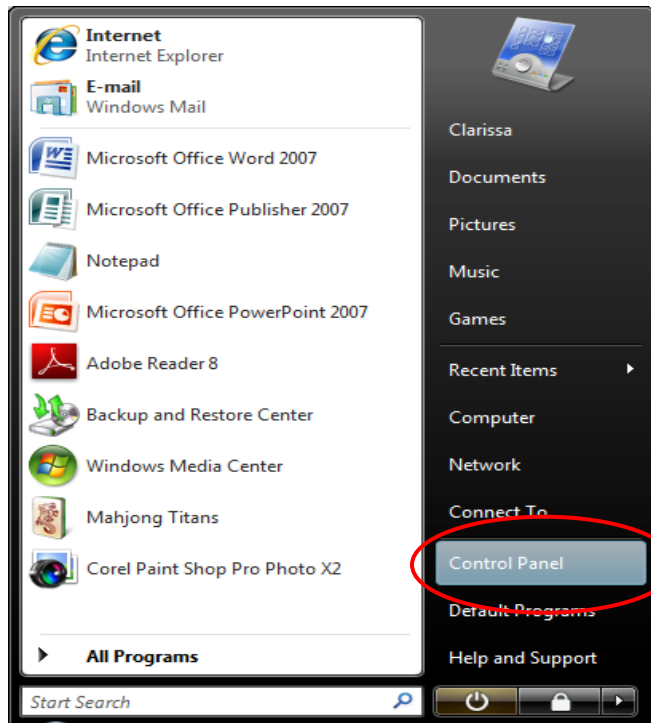 Internet
Internet Explorer
E-mail
Windows Mail
Microsoft Office Word 2007
Microsoft Office Publisher 2007
Notepad
Microsoft Office PowerPoint 2007
Adobe Reader 8
Backup and Restore Center
Windows Media Center
Mahjong Titans
Corel Paint Shop Pro Photo X2
All Programs
Start Search
Clarissa
Documents
Pictures
Music
Games
Recent Items
Computer
Network
Connect To
Control Panel
Default Programs
Help and Support